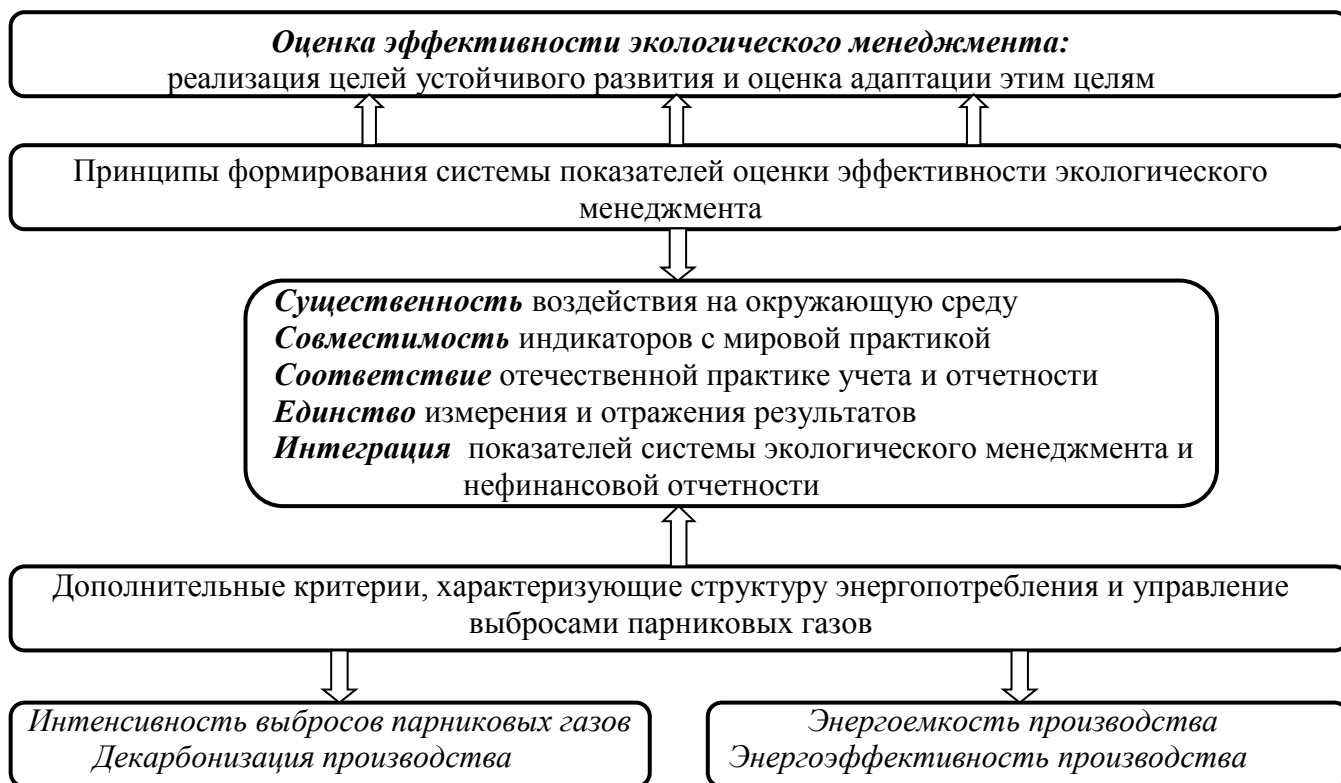 Оценка эффективности экологического менеджмента:
реализация целей устойчивого развития и оценка адаптации этим целям
Принципы формирования системы показателей оценки эффективности экологического
менеджмента
Существенность воздействия на окружающую среду
Совместимость индикаторов с мировой практикой
Соответствие отечественной практике учета и отчетности
Единство измерения и отражения результатов
Интеграция показателей системы экологического менеджмента и
нефинансовой отчетности
Дополнительные критерии, характеризующие структуру энергопотребления и управление
выбросами парниковых газов
Интенсивность выбросов парниковых газов
Декарбонизация производства
Энергоемкость производства
Энергоэффективность производства